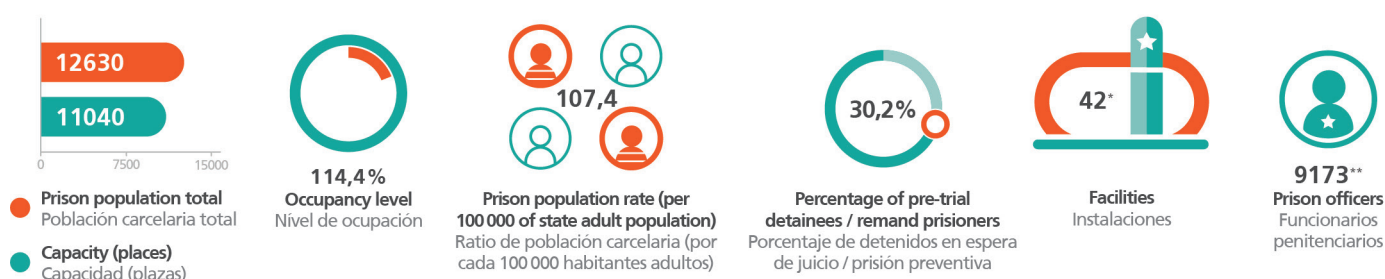 12630
11040
0 7500 15000
Prison population total
Población carcelaria total
Capacity (places)
Capacidad (plazas)
114,4%
Occupancy level
Nível de ocupación
107,4
Prison population rate (per
100 000 of state adult population)
Ratio de población carcelaria (por
cada 100 000 habitantes adultos)
30,2%
Percentage of pre-trial
detainees / remand prisioners
Porcentaje de detenidos en espera
de juicio / prisión preventiva
42*
Facilities
Instalaciones
9173**
Prison officers
Funcionarios
penitenciarios